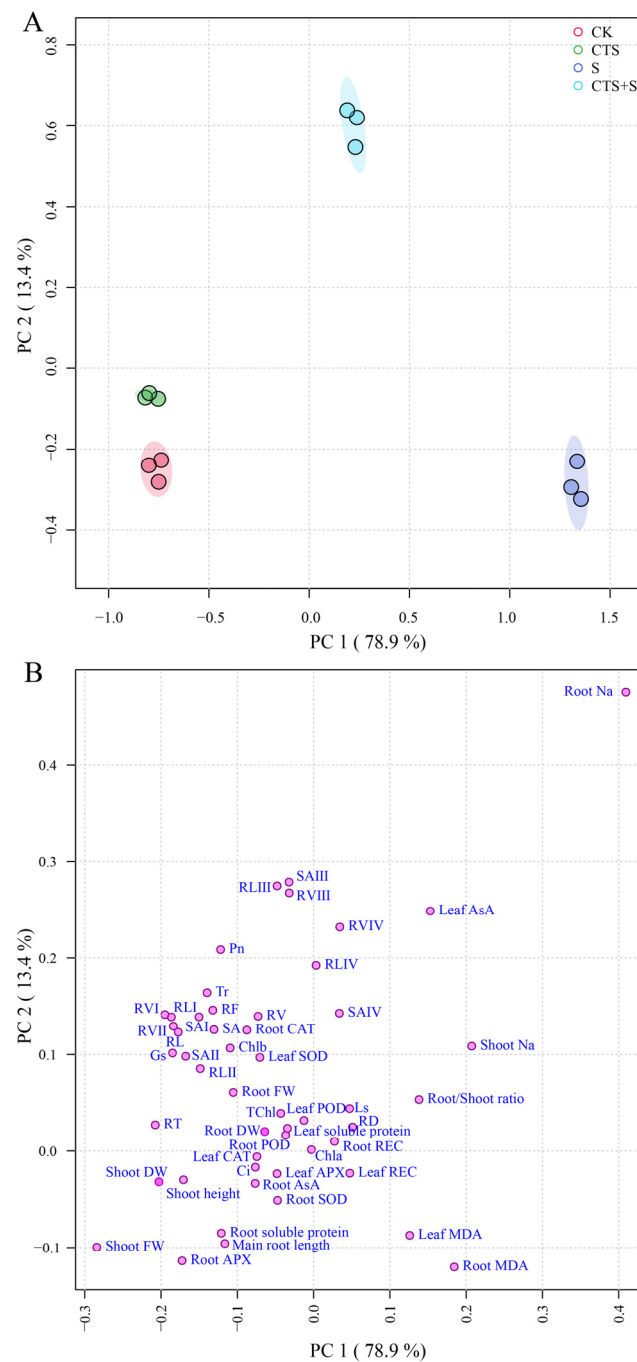 A
CK
CTS
S
CTS+S
0.8
0.6
0.4
0.2
0.0
−0.2
−0.4
PC 2 ( 13.4 %)
−1.0 −0.5 0.0 0.5 1.0 1.5
PC 1 ( 78.9 %)
B
Root Na
0.4
0.3
SAIII
RLIII
RVIII
Leaf AsA
RVIV
Pn
0.2
RLIV
Tr
RVI RLI RF RV SAIV
RVII SAI SA Root CAT
RL
Gs SAII Chlb Leaf SOD Shoot Na
0.1
RLII
Root FW Root/Shoot ratio
TChl Leaf POD Ls
RT Root DW Leaf soluble protein RD
Root POD Root REC
0.0
Leaf CAT Chla
Ci Leaf APX Leaf REC
Shoot DW
Shoot height Root AsA
Root SOD
Root soluble protein Leaf MDA
Shoot FW Main root length
−0.1
Root APX Root MDA
PC 2 ( 13.4 %)
−0.3 −0.2 −0.1 0.0 0.1 0.2 0.3 0.4
PC 1 ( 78.9 %)